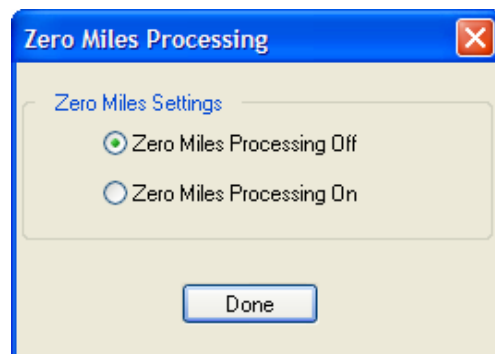 Zero Miles Processing
Zero Miles Settings
Zero Miles Processing Off
Zero Miles Processing On
Done